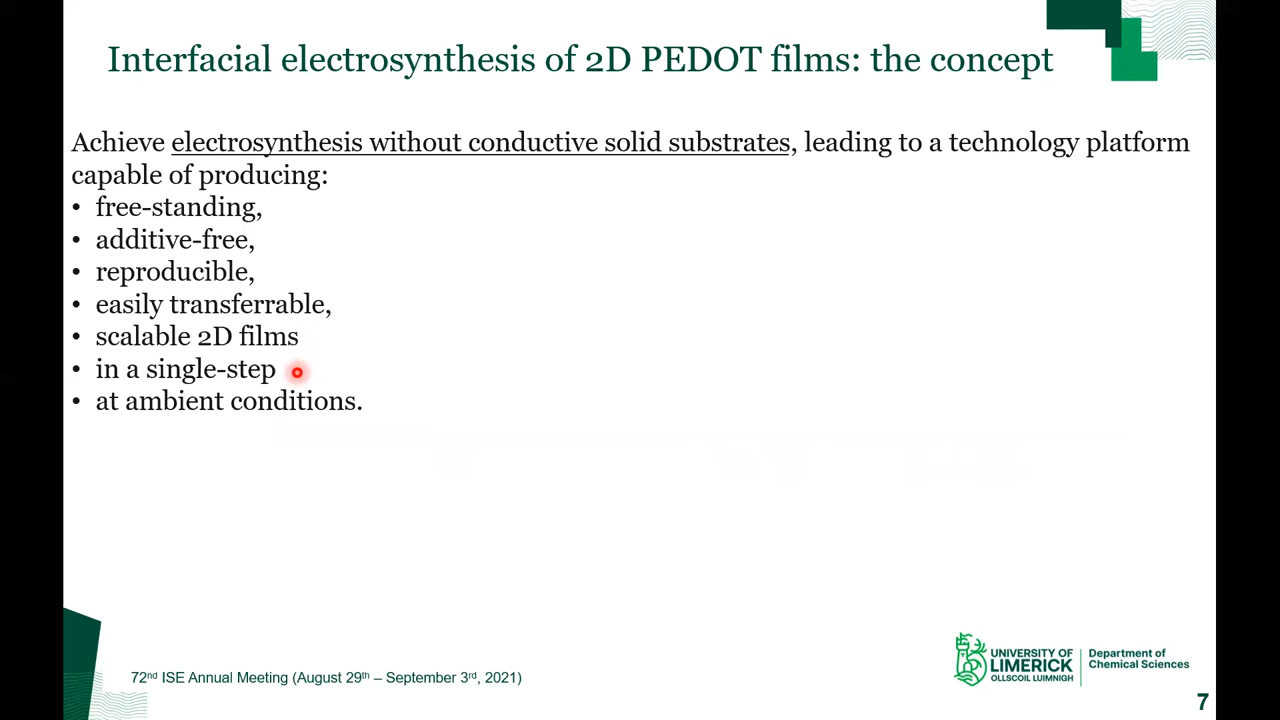 Interfacial electrosynthesis of 2D PEDOT films: the concept
Achieve electrosynthesis without conductive solid substrates, leading to a technology platform
capable of producing:
• free-standing,
• additive-free,
• reproducible,
• easily transferrable,
• scalable 2D films
• in a single-step
• at ambient conditions.
72nd ISE Annual Meeting (August 29th – September 3rd, 2021)
UNIVERSITY OF
LIMERICK
OLLSCOIL LUIMNIGH
Department of
Chemical Sciences
7